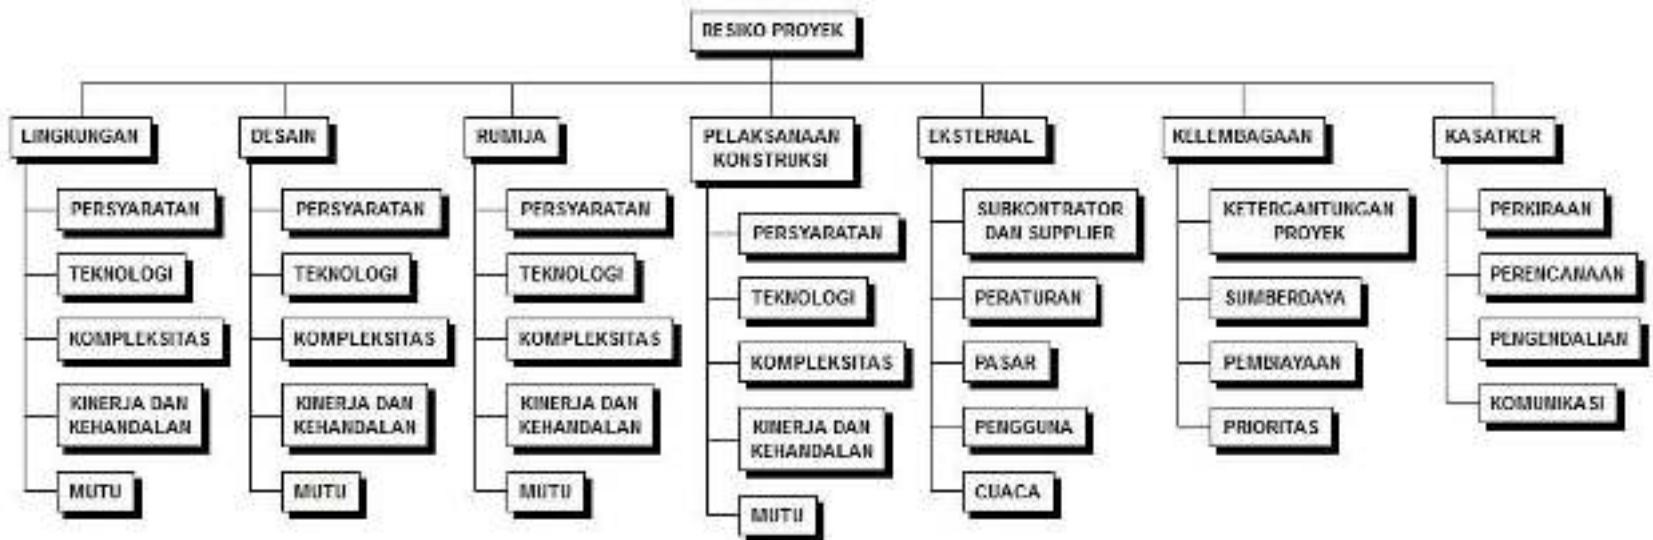 RESIKO PROYEK
LINGKUNGAN
PERSYARATAN
TEKNOLOGI
KOMPLEKSITAS
KINERJA DAN
KEHANDALAN
MUTU
DESAIN
PERSYARATAN
TEKNOLOGI
KOMPLEKSITAS
KINERJA DAN
KEHANDALAN
MUTU
RUMIJA
PERSYARATAN
TEKNOLOGI
KOMPLEKSITAS
KINERJA DAN
KEHANDALAN
MUTU
PELAKSANAAN
KONSTRUKSI
PERSYARATAN
TEKNOLOGI
KOMPLEKSITAS
KINERJA DAN
KEHANDALAN
MUTU
EKSTERNAL
SUBKONTRATOR
DAN SUPPLIER
PERATURAN
PASAR
PENGGUNA
CUACA
KELEMBAGAAN
KETERGANTUNGAN
PROYEK
SUMBERDAYA
PEMBIAYAAN
PRIORITAS
KASATKER
PERKIRAAN
PERENCANAAN
PENGENDALIAN
KOMUNIKASI